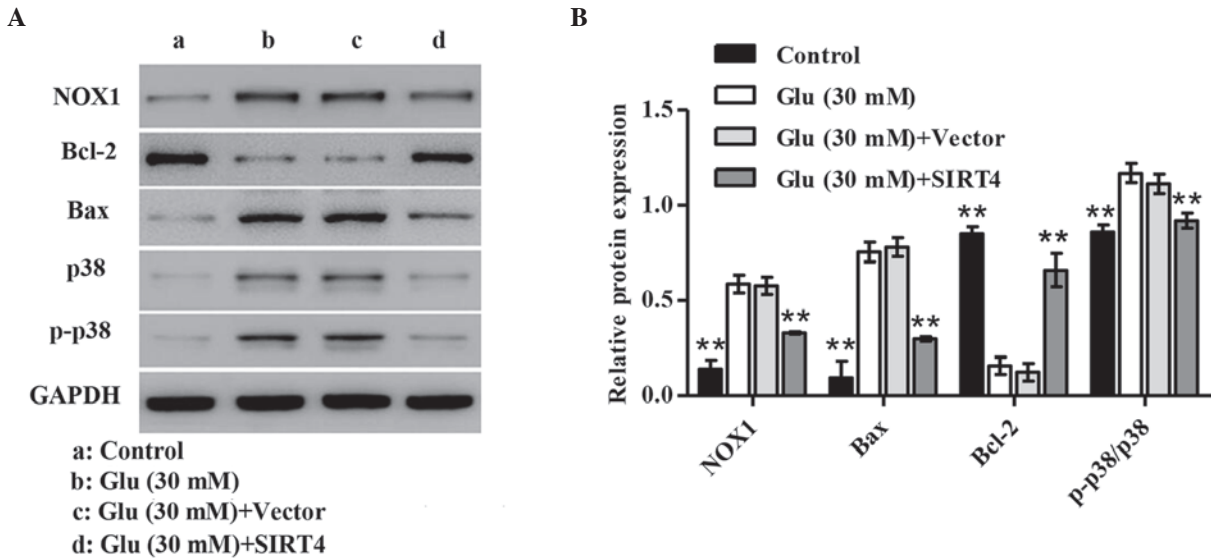 A
a b c d
NOX1
Bcl-2
Bax
p38
p-p38
GAPDH
a: Control
b: Glu (30 mM)
c: Glu (30 mM)+Vector
d: Glu (30 mM)+SIRT4
B
Control
Glu (30 mM)
Glu (30 mM)+Vector
Glu (30 mM)+SIRT4
Relative protein expression
1.5
1.0
0.5
0.0
** ** ** ** ** ** ** **
NOX1
Bax
Bcl-2
p-p38/p38